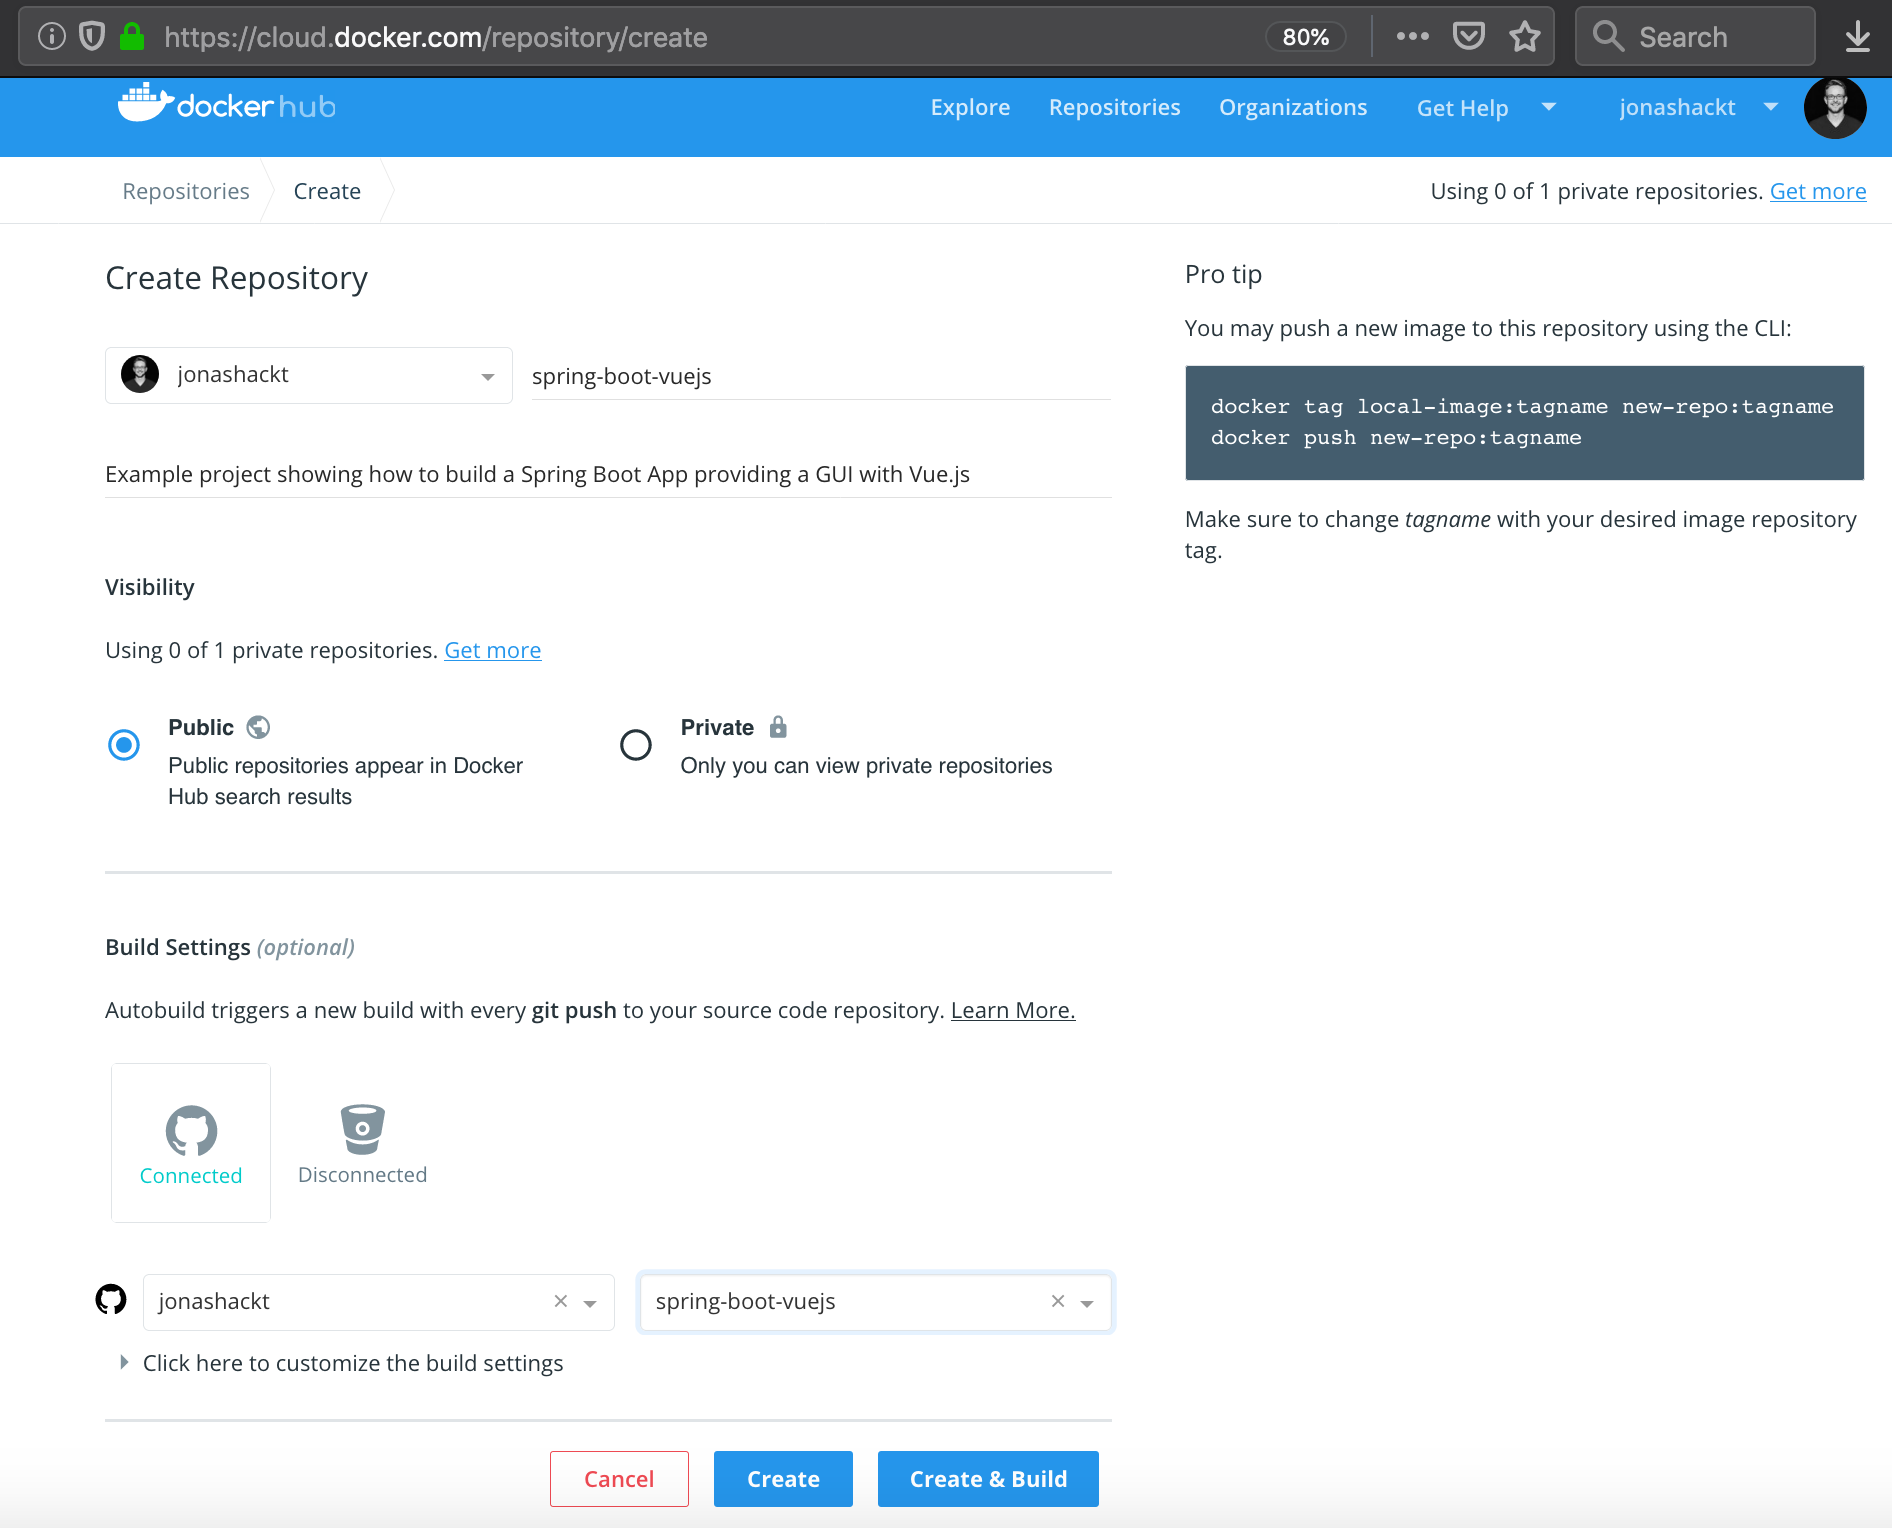 https://cloud.docker.com/repository/create
80%
Search
docker hub
Explore
Repositories
Organizations
Get Help
jonashackt
Repositories
Create
Using 0 of 1 private repositories. Get more
Create Repository
jonashackt
spring-boot-vuejs
Example project showing how to build a Spring Boot App providing a GUI with Vue.js
Visibility
Using 0 of 1 private repositories. Get more
Public
Public repositories appear in Docker
Hub search results
Private
Only you can view private repositories
Build Settings (optional)
Autobuild triggers a new build with every git push to your source code repository. Learn More.
Connected
Disconnected
jonashackt
spring-boot-vuejs
Click here to customize the build settings
Cancel
Create
Create & Build
Pro tip
You may push a new image to this repository using the CLI:
docker tag local-image:tagname new-repo:tagname
docker push new-repo:tagname
Make sure to change tagname with your desired image repository
tag.